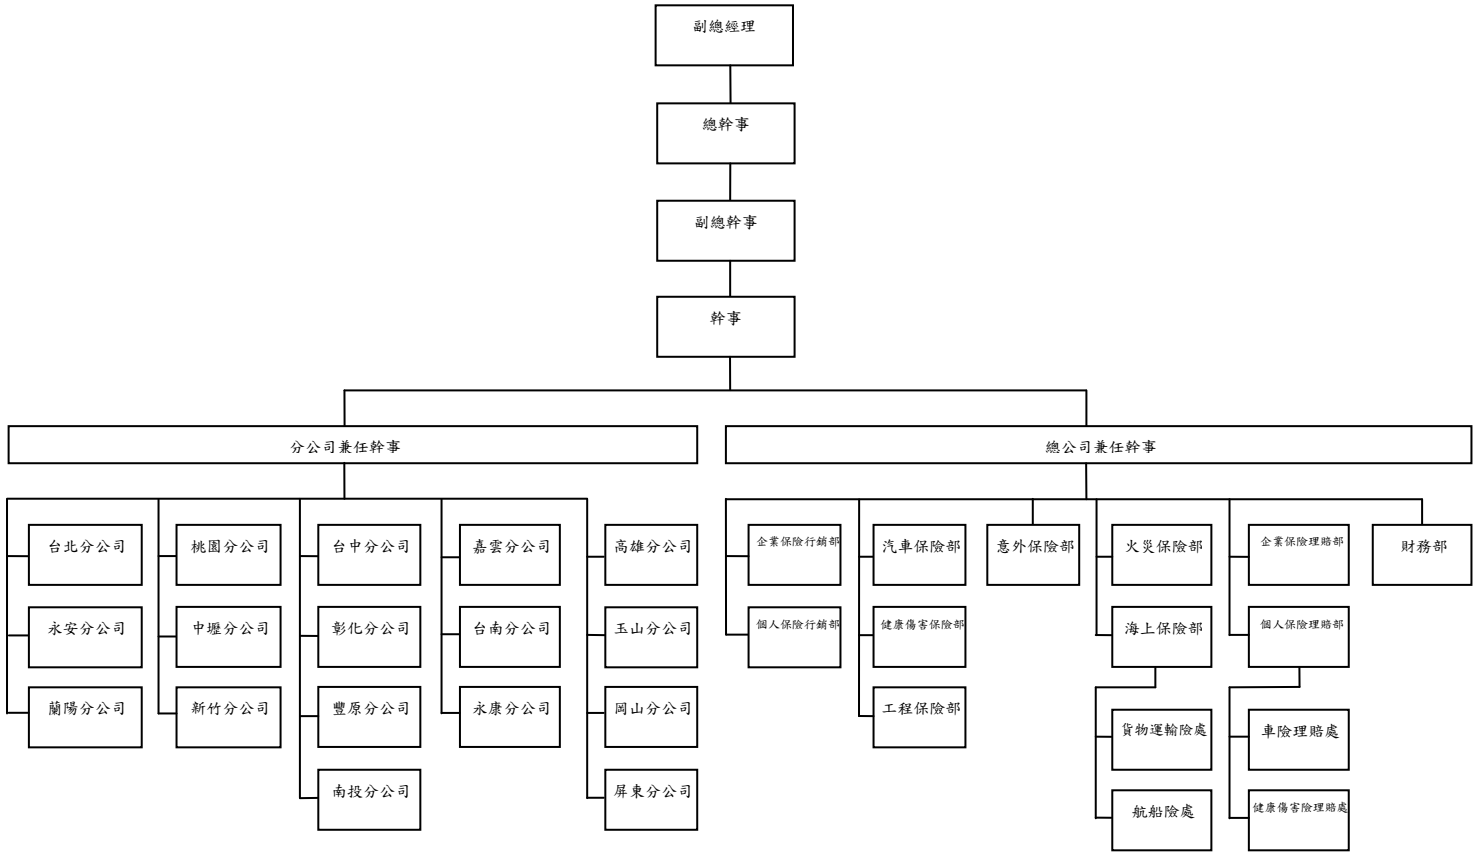 副總經理
總幹事
副總幹事
幹事
分公司兼任幹事
總公司兼任幹事
台北分公司
桃園分公司
台中分公司
嘉雲分公司
高雄分公司
企業保險行銷部
汽車保險部
意外保險部
火災保險部
企業保險理賠部
財務部
永安分公司
中壢分公司
彰化分公司
台南分公司
玉山分公司
個人保險行銷部
健康傷害保險部
海上保險部
個人保險理賠部
蘭陽分公司
新竹分公司
豐原分公司
永康分公司
岡山分公司
工程保險部
貨物運輸險處
車險理賠處
南投分公司
屏東分公司
航船險處
健康傷害險理賠處